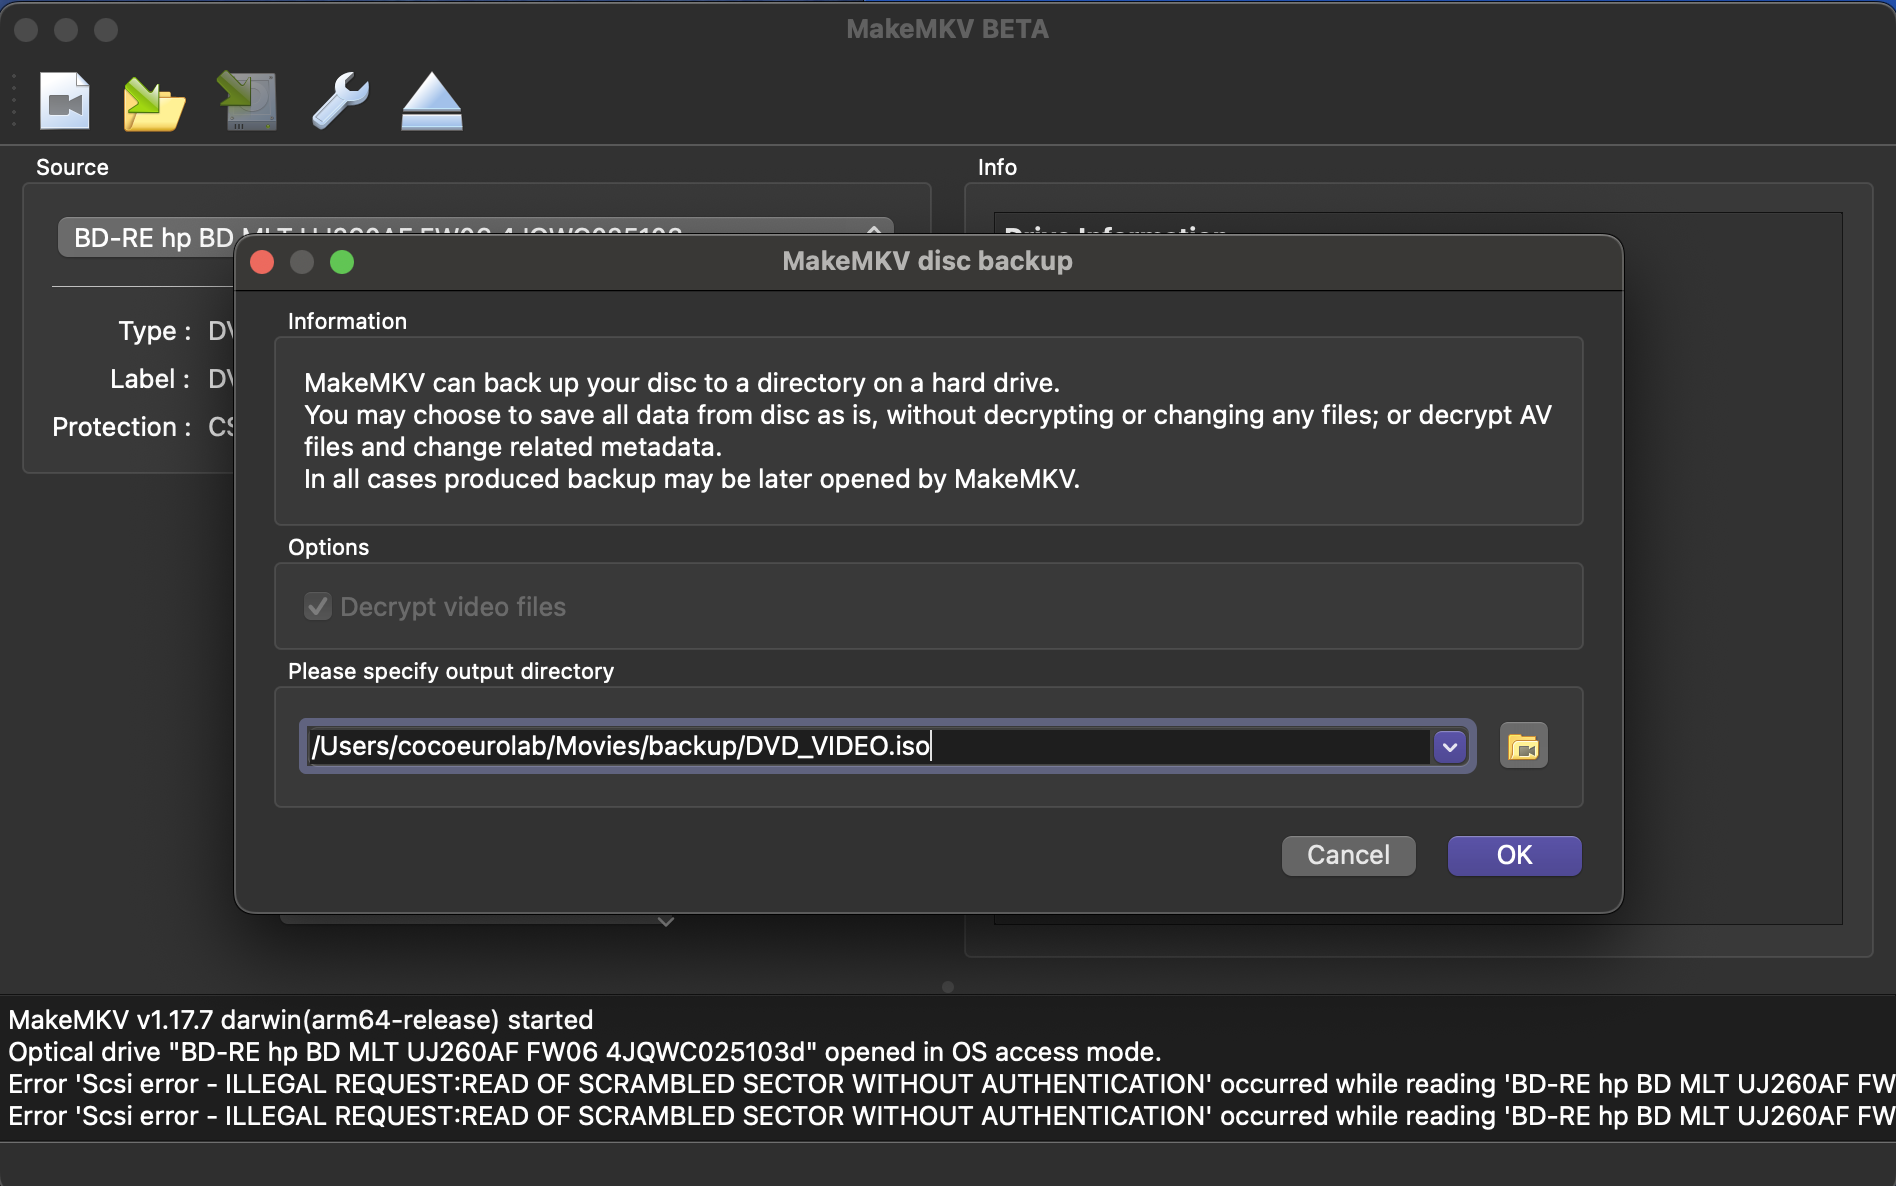 MakeMKV BETA
Source
Info
BD-RE hp BD MLT UJ260AF FW06 4JQWC025103
Drive Information
Type :
Label :
Protection :
MakeMKV disc backup
Information
MakeMKV can back up your disc to a directory on a hard drive.
You may choose to save all data from disc as is, without decrypting or changing any files; or decrypt AV
files and change related metadata.
In all cases produced backup may be later opened by MakeMKV.
Options
Decrypt video files
Please specify output directory
/Users/cocoeurolab/Movies/backup/DVD_VIDEO.iso
Cancel
OK
MakeMKV v1.17.7 darwin(arm64-release) started
Optical drive "BD-RE hp BD MLT UJ260AF FW06 4JQWC025103d" opened in OS access mode.
Error 'Scsi error - ILLEGAL REQUEST:READ OF SCRAMBLED SECTOR WITHOUT AUTHENTICATION' occurred while reading 'BD-RE hp BD MLT UJ260AF FW
Error 'Scsi error - ILLEGAL REQUEST:READ OF SCRAMBLED SECTOR WITHOUT AUTHENTICATION' occurred while reading 'BD-RE hp BD MLT UJ260AF FW